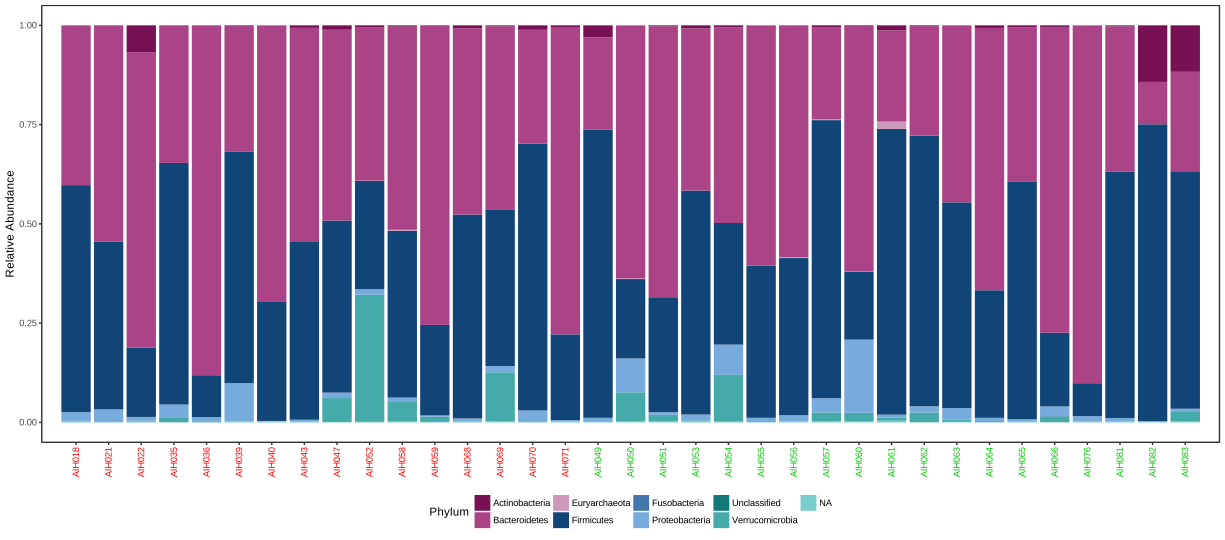 1.00
0.75
0.50
0.25
0.00
Relative Abundance
AIH018 AIH021 AIH022 AIH035 AIH036 AIH039 AIH040 AIH043 AIH047 AIH052 AIH058 AIH059 AIH068 AIH069 AIH070 AIH071 AIH049 AIH050 AIH051 AIH053 AIH054 AIH055 AIH056 AIH057 AIH060 AIH061 AIH062 AIH063 AIH064 AIH065 AIH066 AIH076 AIH081 AIH082 AIH083
Phylum
Actinobacteria Euryarchaeota Fusobacteria Unclassified NA
Bacteroidetes Firmicutes Proteobacteria Verrucomicrobia